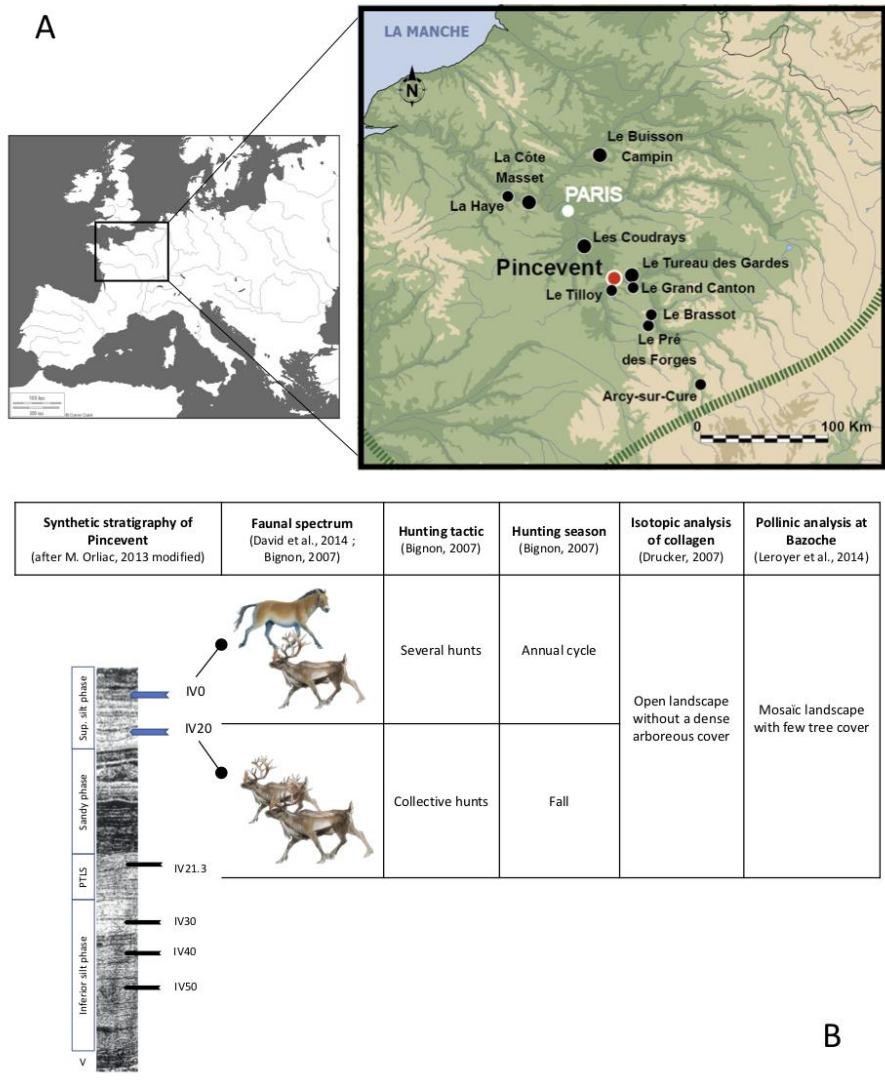 A
LA MANCHE
N
Le Buisson
Campin
La Côte
Masset
La Haye
PARIS
Les Coudrays
Pincevent
Le Tureau des Gardes
Le Tilloy
Le Grand Canton
Le Brassot
Le Pré
des Forges
Arcy-sur-Cure
0 100 Km
Synthetic stratigraphy of
Pincevent
(after M. Orliac, 2013 modified)
Faunal spectrum
(David et al., 2014 ;
Bignon, 2007)
Hunting tactic
(Bignon, 2007)
Hunting season
(Bignon, 2007)
Isotopic analysis
of collagen
(Drucker, 2007)
Pollinic analysis at
Bazoche
(Leroyer et al., 2014)
Several hunts
Annual cycle
Open landscape
without a dense
arboreous cover
Mosaïc landscape
with few tree cover
Collective hunts
Fall
Sup. silt phase
Sandy phase
PTLS
Inferior silt phase
V
IV0
IV20
IV21.3
IV30
IV40
IV50
B